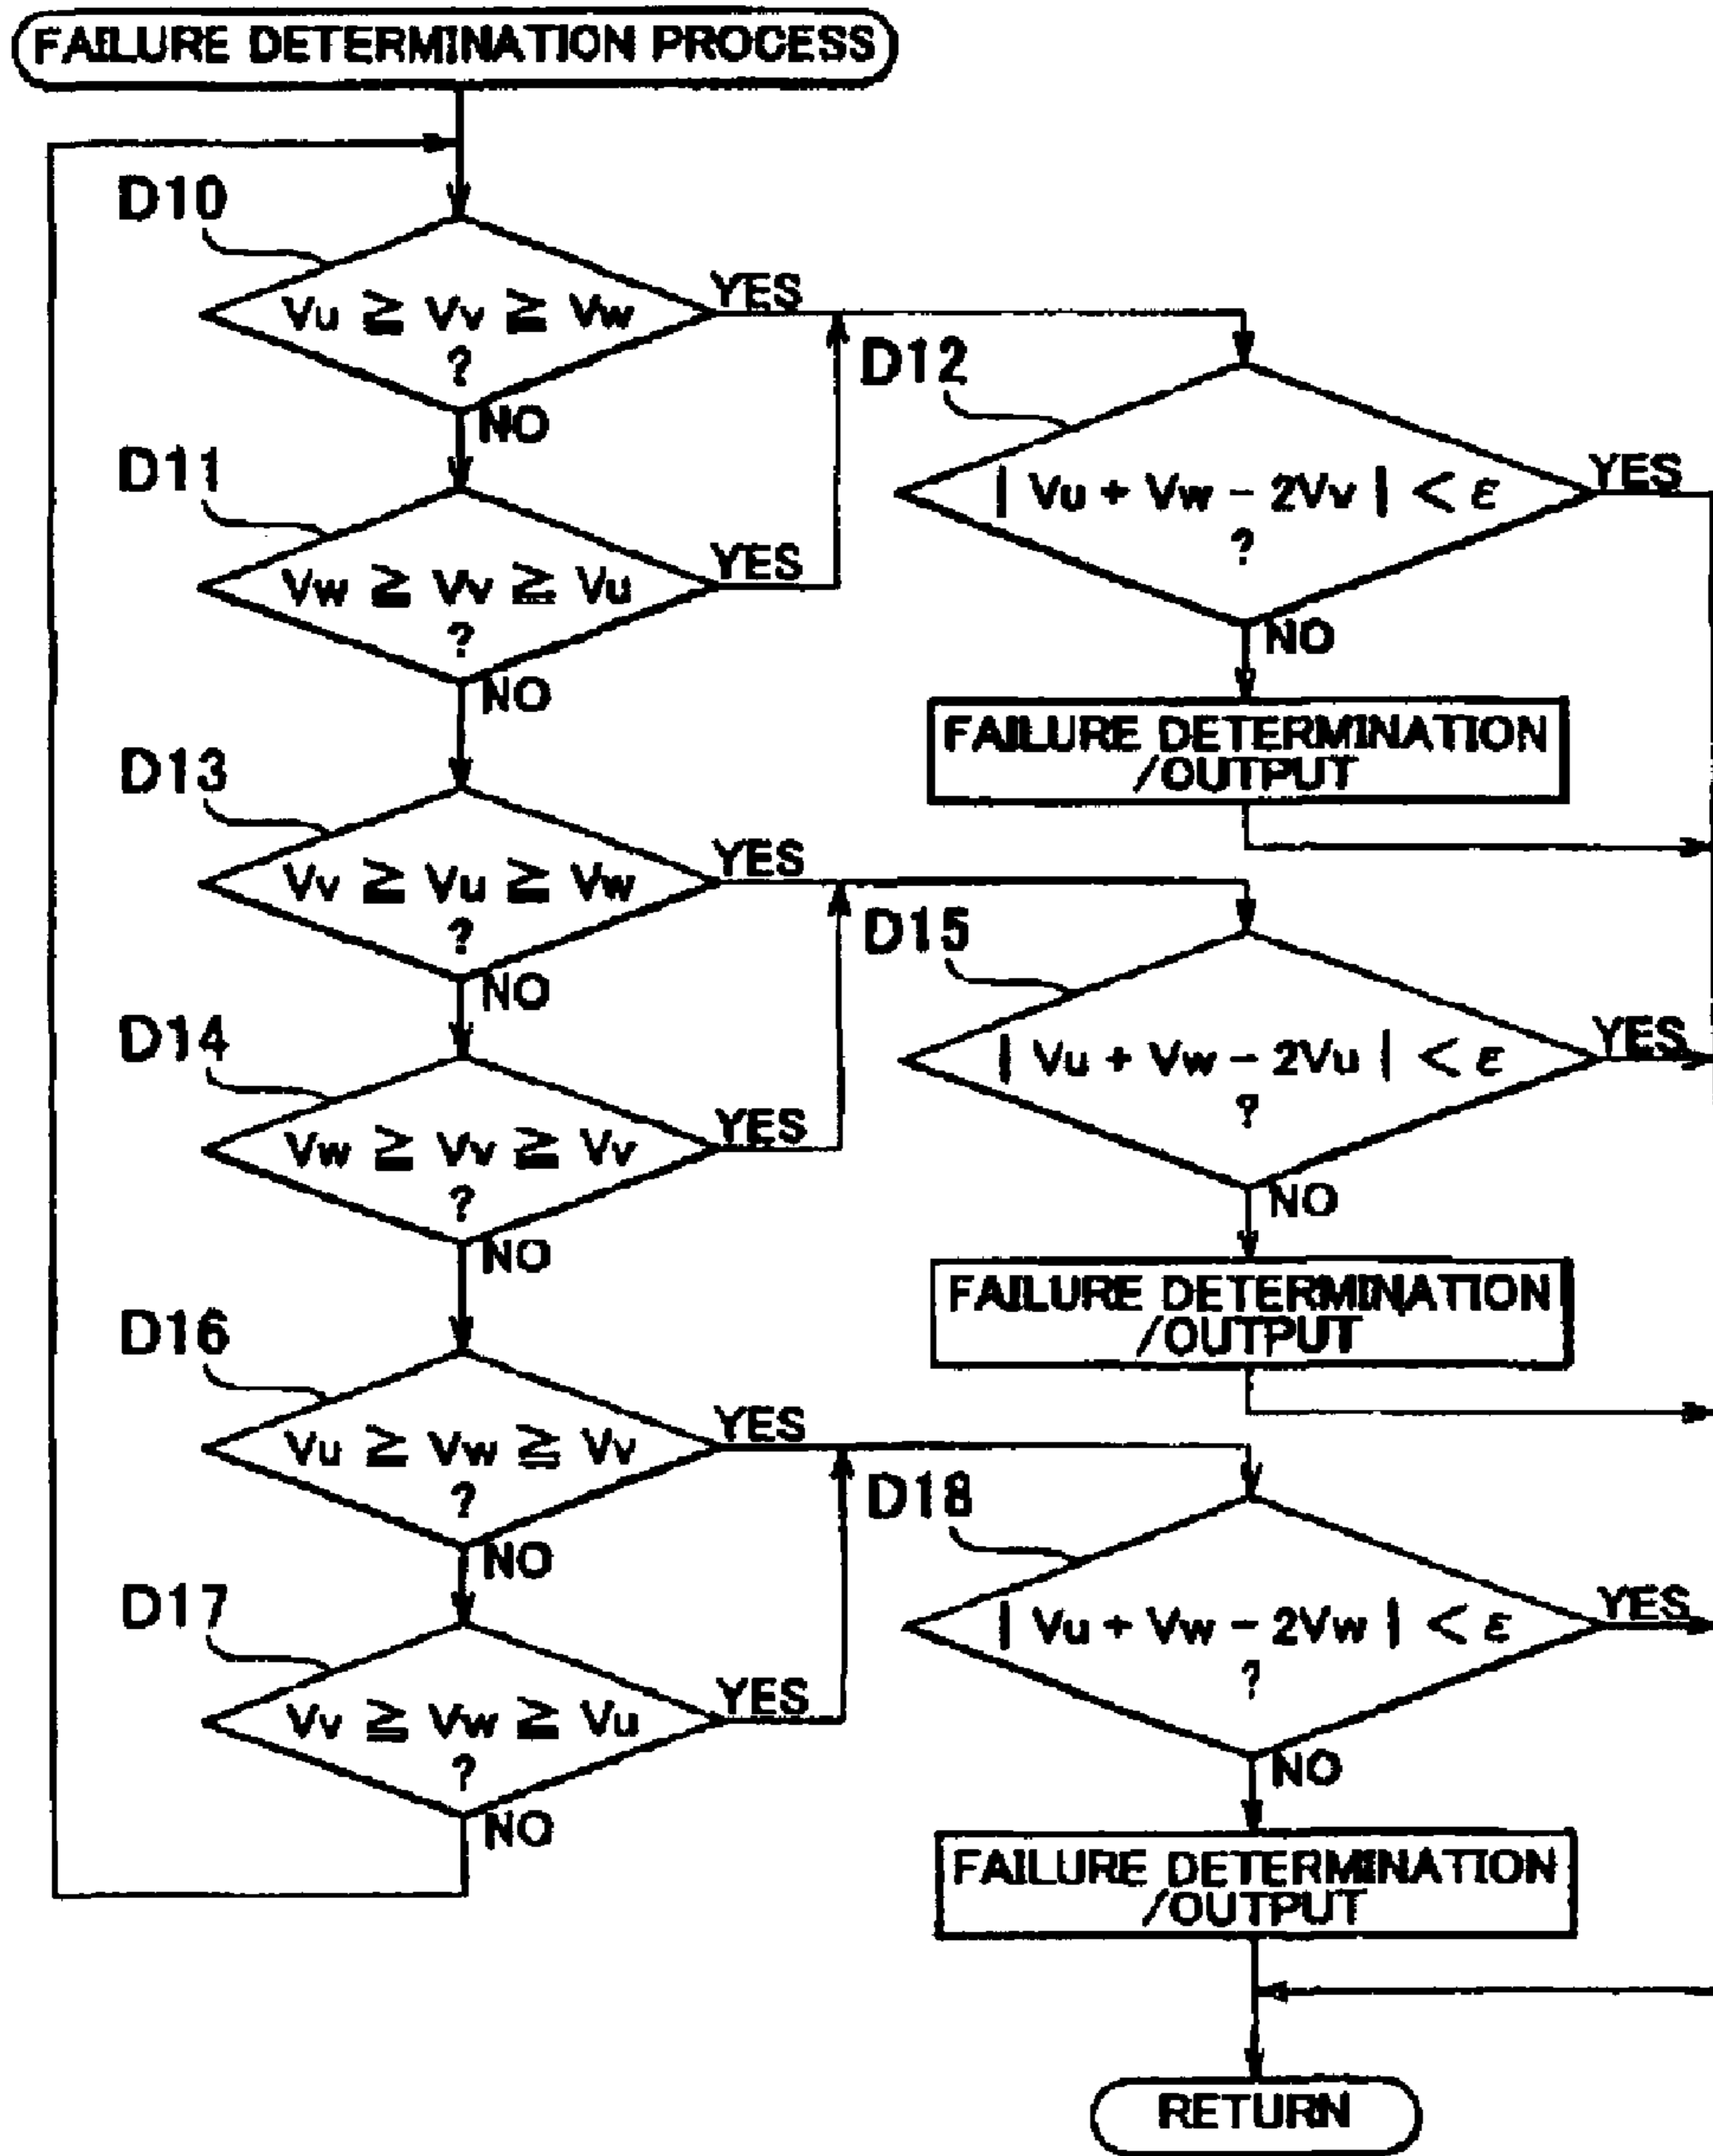 FAILURE DETERMINATION PROCESS
D10
Vu ≧ Vv ≧ Vw
?
YES
NO
D11
Vw ≧ Vv ≧ Vu
?
YES
NO
D12
| Vu + Vw - 2Vv | < ε
?
YES
NO
FAILURE DETERMINATION
/OUTPUT
D13
Vv ≧ Vu ≧ Vw
?
YES
NO
D14
Vw ≧ Vv ≧ Vv
?
YES
NO
D15
| Vu + Vw - 2Vu | < ε
?
YES
NO
FAILURE DETERMINATION
/OUTPUT
D16
Vu ≧ Vw ≦ Vv
?
YES
NO
D17
Vv ≧ Vw ≧ Vu
?
YES
NO
D18
| Vu + Vw - 2Vw | < ε
?
YES
NO
FAILURE DETERMINATION
/OUTPUT
RETURN